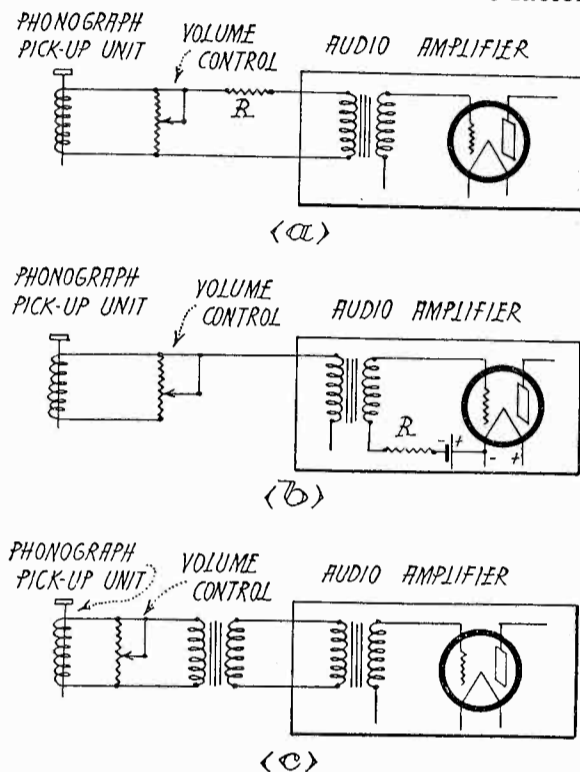 PHONOGRAPH
PICK-UP UNIT
VOLUME
CONTROL
AUDIO AMPLIFIER
R
(a)
PHONOGRAPH
PICK-UP UNIT
VOLUME
CONTROL
AUDIO AMPLIFIER
R
- +
- +
(b)
PHONOGRAPH
PICK-UP UNIT
VOLUME
CONTROL
AUDIO AMPLIFIER
(c)